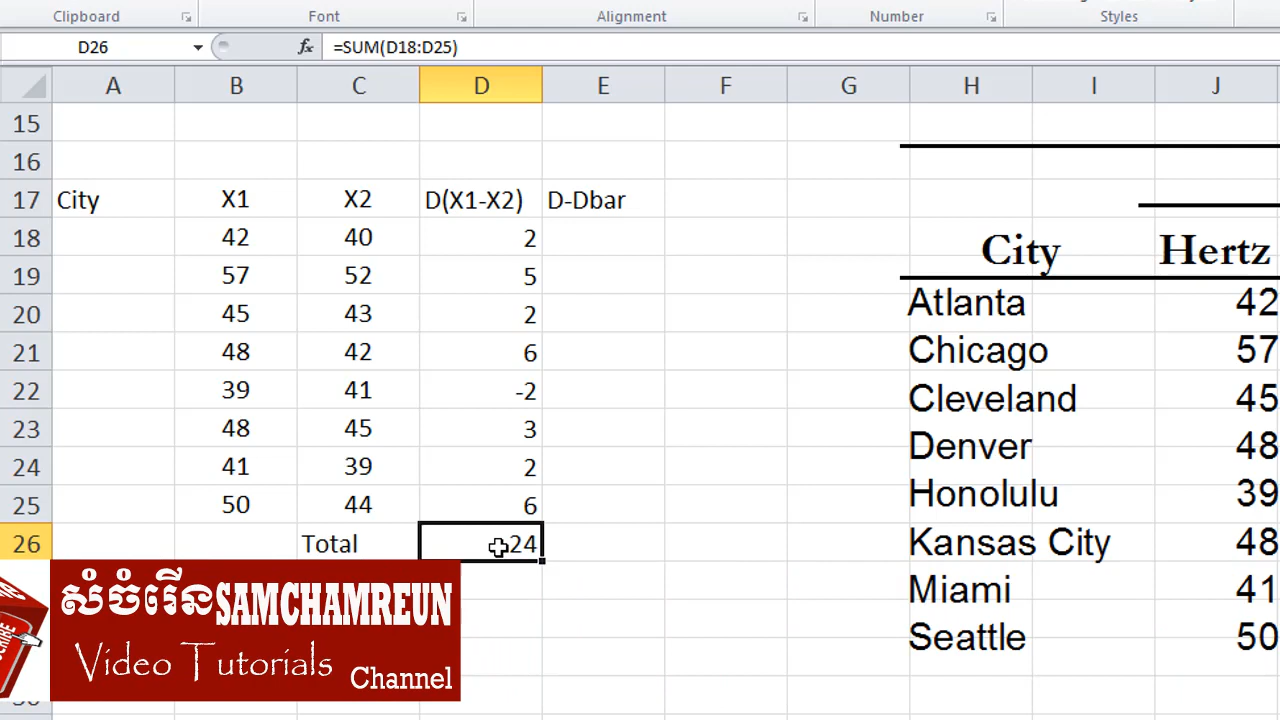 Clipboard Font Alignment Number Styles
D26 fx =SUM(D18:D25)
A B C D E F G H I J
15
16
17 City X1 X2 D(X1-X2) D-Dbar
18 42 40 2
19 57 52 5
20 45 43 2
21 48 42 6
22 39 41 -2
23 48 45 3
24 41 39 2
25 50 44 6
26 Total 24
City Hertz
Atlanta 42
Chicago 57
Cleveland 45
Denver 48
Honolulu 39
Kansas City 48
Miami 41
Seattle 50
សំចំរើន SAMCHAMREUN
Video Tutorials
Channel